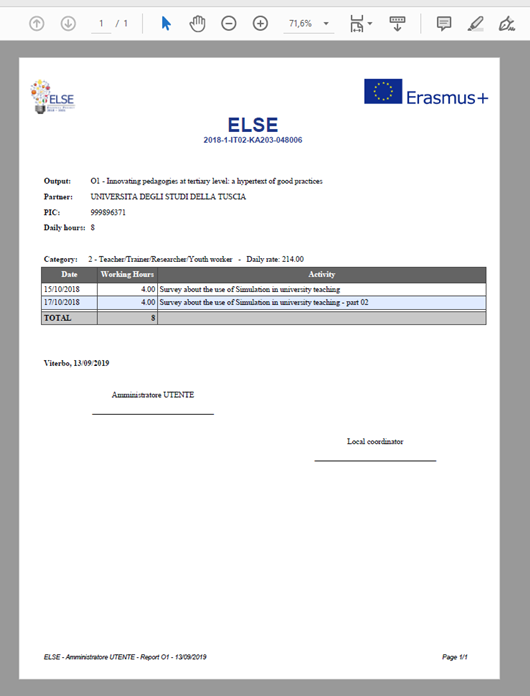 1 / 1
71,6%
ELSE
2018 - 2021
Erasmus+
ELSE
2018-1-IT02-KA203-048006
Output: O1 - Innovating pedagogies at tertiary level: a hypertext of good practices
Partner: UNIVERSITA DEGLI STUDI DELLA TUSCIA
PIC: 999896371
Daily hours: 8
Category: 2 - Teacher/Trainer/Researcher/Youth worker - Daily rate: 214.00
Date Working Hours Activity
15/10/2018 4.00 Survey about the use of Simulation in university teaching
17/10/2018 4.00 Survey about the use of Simulation in university teaching - part 02
TOTAL 8
Viterbo, 13/09/2019
Amministratore UTENTE
Local coordinator
ELSE - Amministratore UTENTE - Report O1 - 13/09/2019 Page 1/1